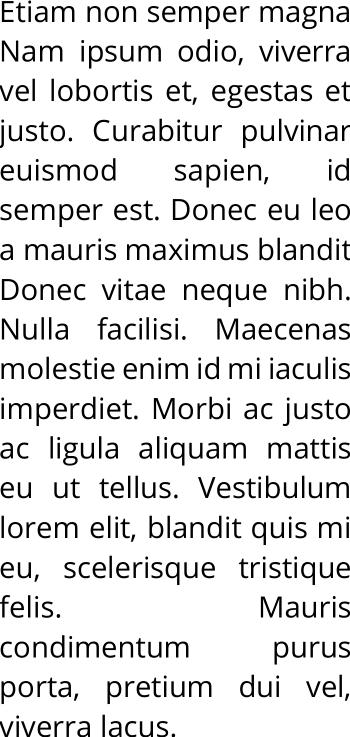 Etiam non semper magna
Nam ipsum odio, viverra
vel lobortis et, egestas et
justo. Curabitur pulvinar
euismod sapien, id
semper est. Donec eu leo
a mauris maximus blandit
Donec vitae neque nibh.
Nulla facilisi. Maecenas
molestie enim id mi iaculis
imperdiet. Morbi ac justo
ac ligula aliquam mattis
eu ut tellus. Vestibulum
lorem elit, blandit quis mi
eu, scelerisque tristique
felis. Mauris
condimentum purus
porta, pretium dui vel,
viverra lacus.